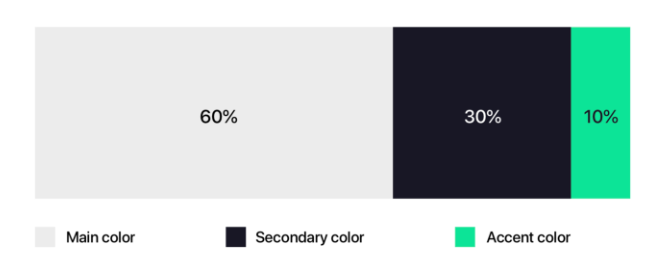 60%
30%
10%
Main color
Secondary color
Accent color